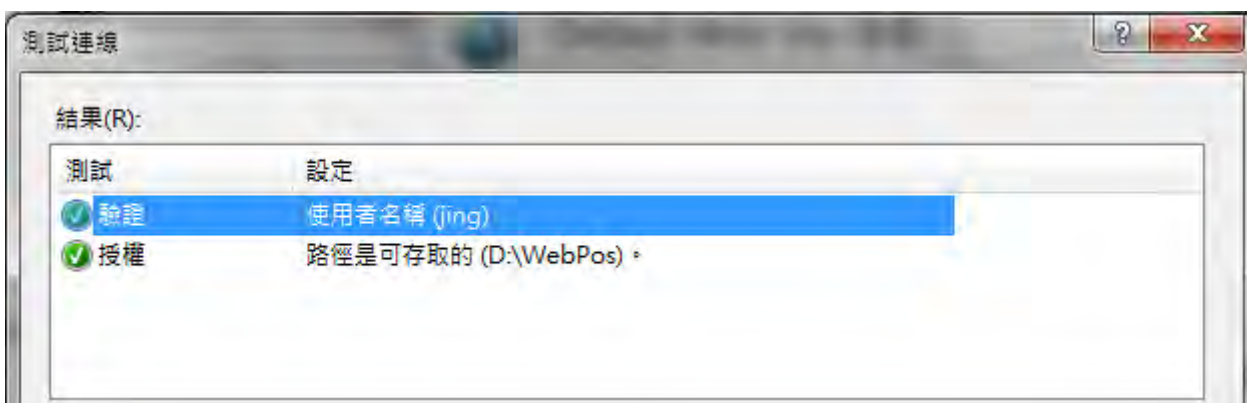 測試連線
結果(R):
測試 設定
驗證 使用者名稱 (jing)
授權 路徑是可存取的 (D:\WebPos)。